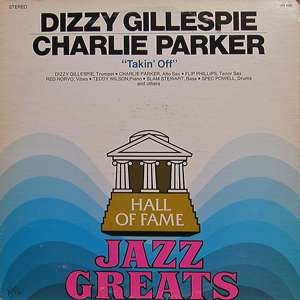 STEREO
DIZZY GILLESPIE
CHARLIE PARKER
"Takin' Off"
DIZZY GILLESPIE, Trumpet • CHARLIE PARKER, Alto Sax • FLIP PHILLIPS, Tenor Sax
RED NORVO, Vibes • TEDDY WILSON, Piano • SLAM STEWART, Bass • SPEC POWELL, Drums
and others
HALL
OF FAME
JAZZ
GREATS